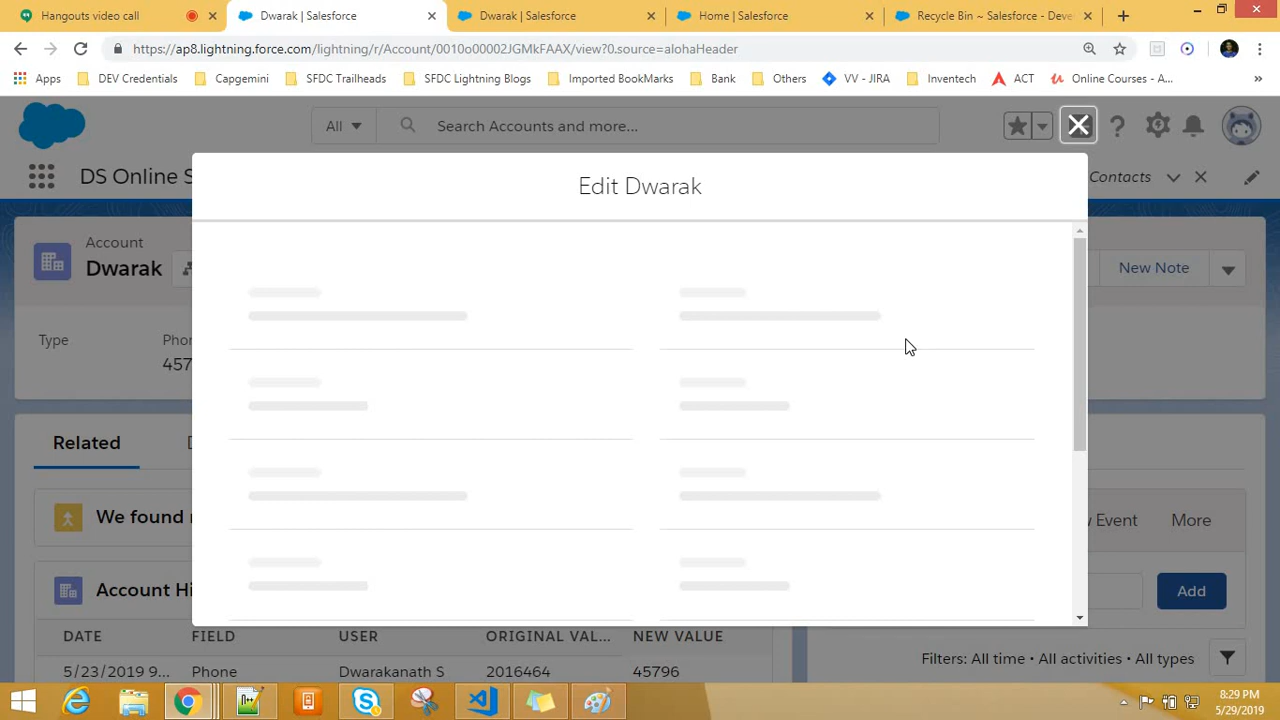 Hangouts video call
Dwarak | Salesforce
Dwarak | Salesforce
Home | Salesforce
Recycle Bin ~ Salesforce - Deve
https://ap8.lightning.force.com/lightning/r/Account/0010o00002JGMkFAAX/view?0.source=alohaHeader
Apps DEV Credentials Capgemini SFDC Trailheads SFDC Lightning Blogs Imported BookMarks Bank Others VV - JIRA Inventech ACT Online Courses - A...
All Search Accounts and more...
DS Online S
Contacts
Edit Dwarak
Account
Dwarak
New Note
Type
Pho
457
Related
D
We found
w Event
More
Account Hi
Add
DATE FIELD USER ORIGINAL VAL... NEW VALUE
5/23/2019 9... Phone Dwarakanath S 2016464 45796
Filters: All time • All activities • All types
8:29 PM
5/29/2019